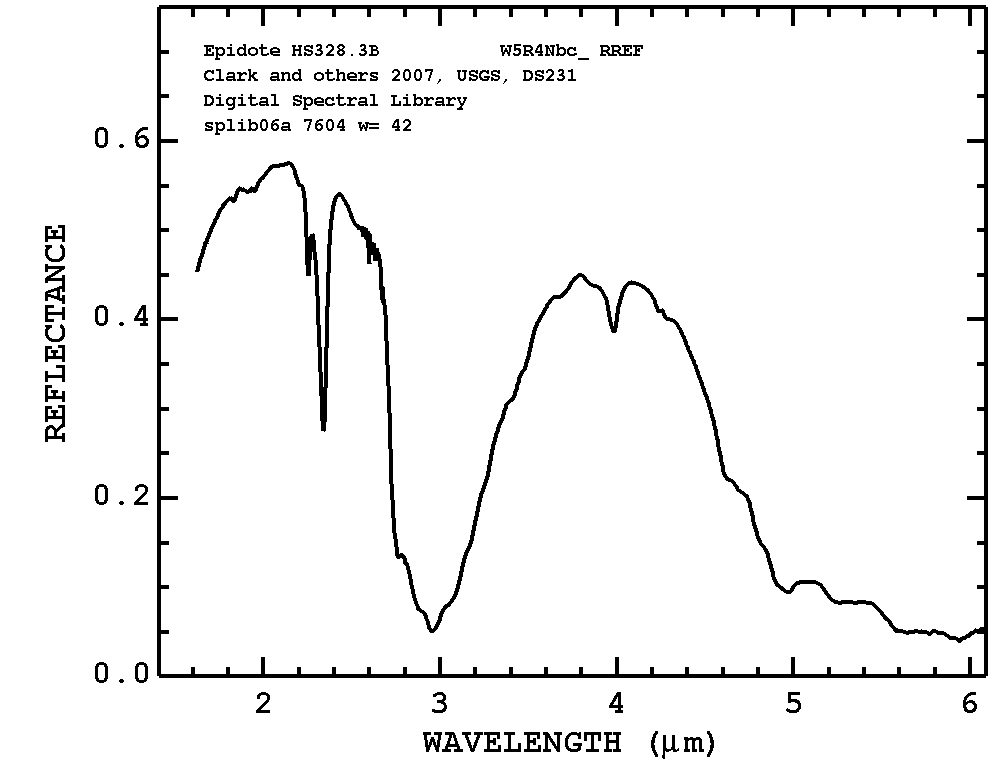 Epidote HS328.3B W5R4Nbc_ RREF
Clark and others 2007, USGS, DS231
Digital Spectral Library
splib06a 7604 w= 42
REFLECTANCE
0.6
0.4
0.2
0.0
2 3 4 5 6
WAVELENGTH (μm)